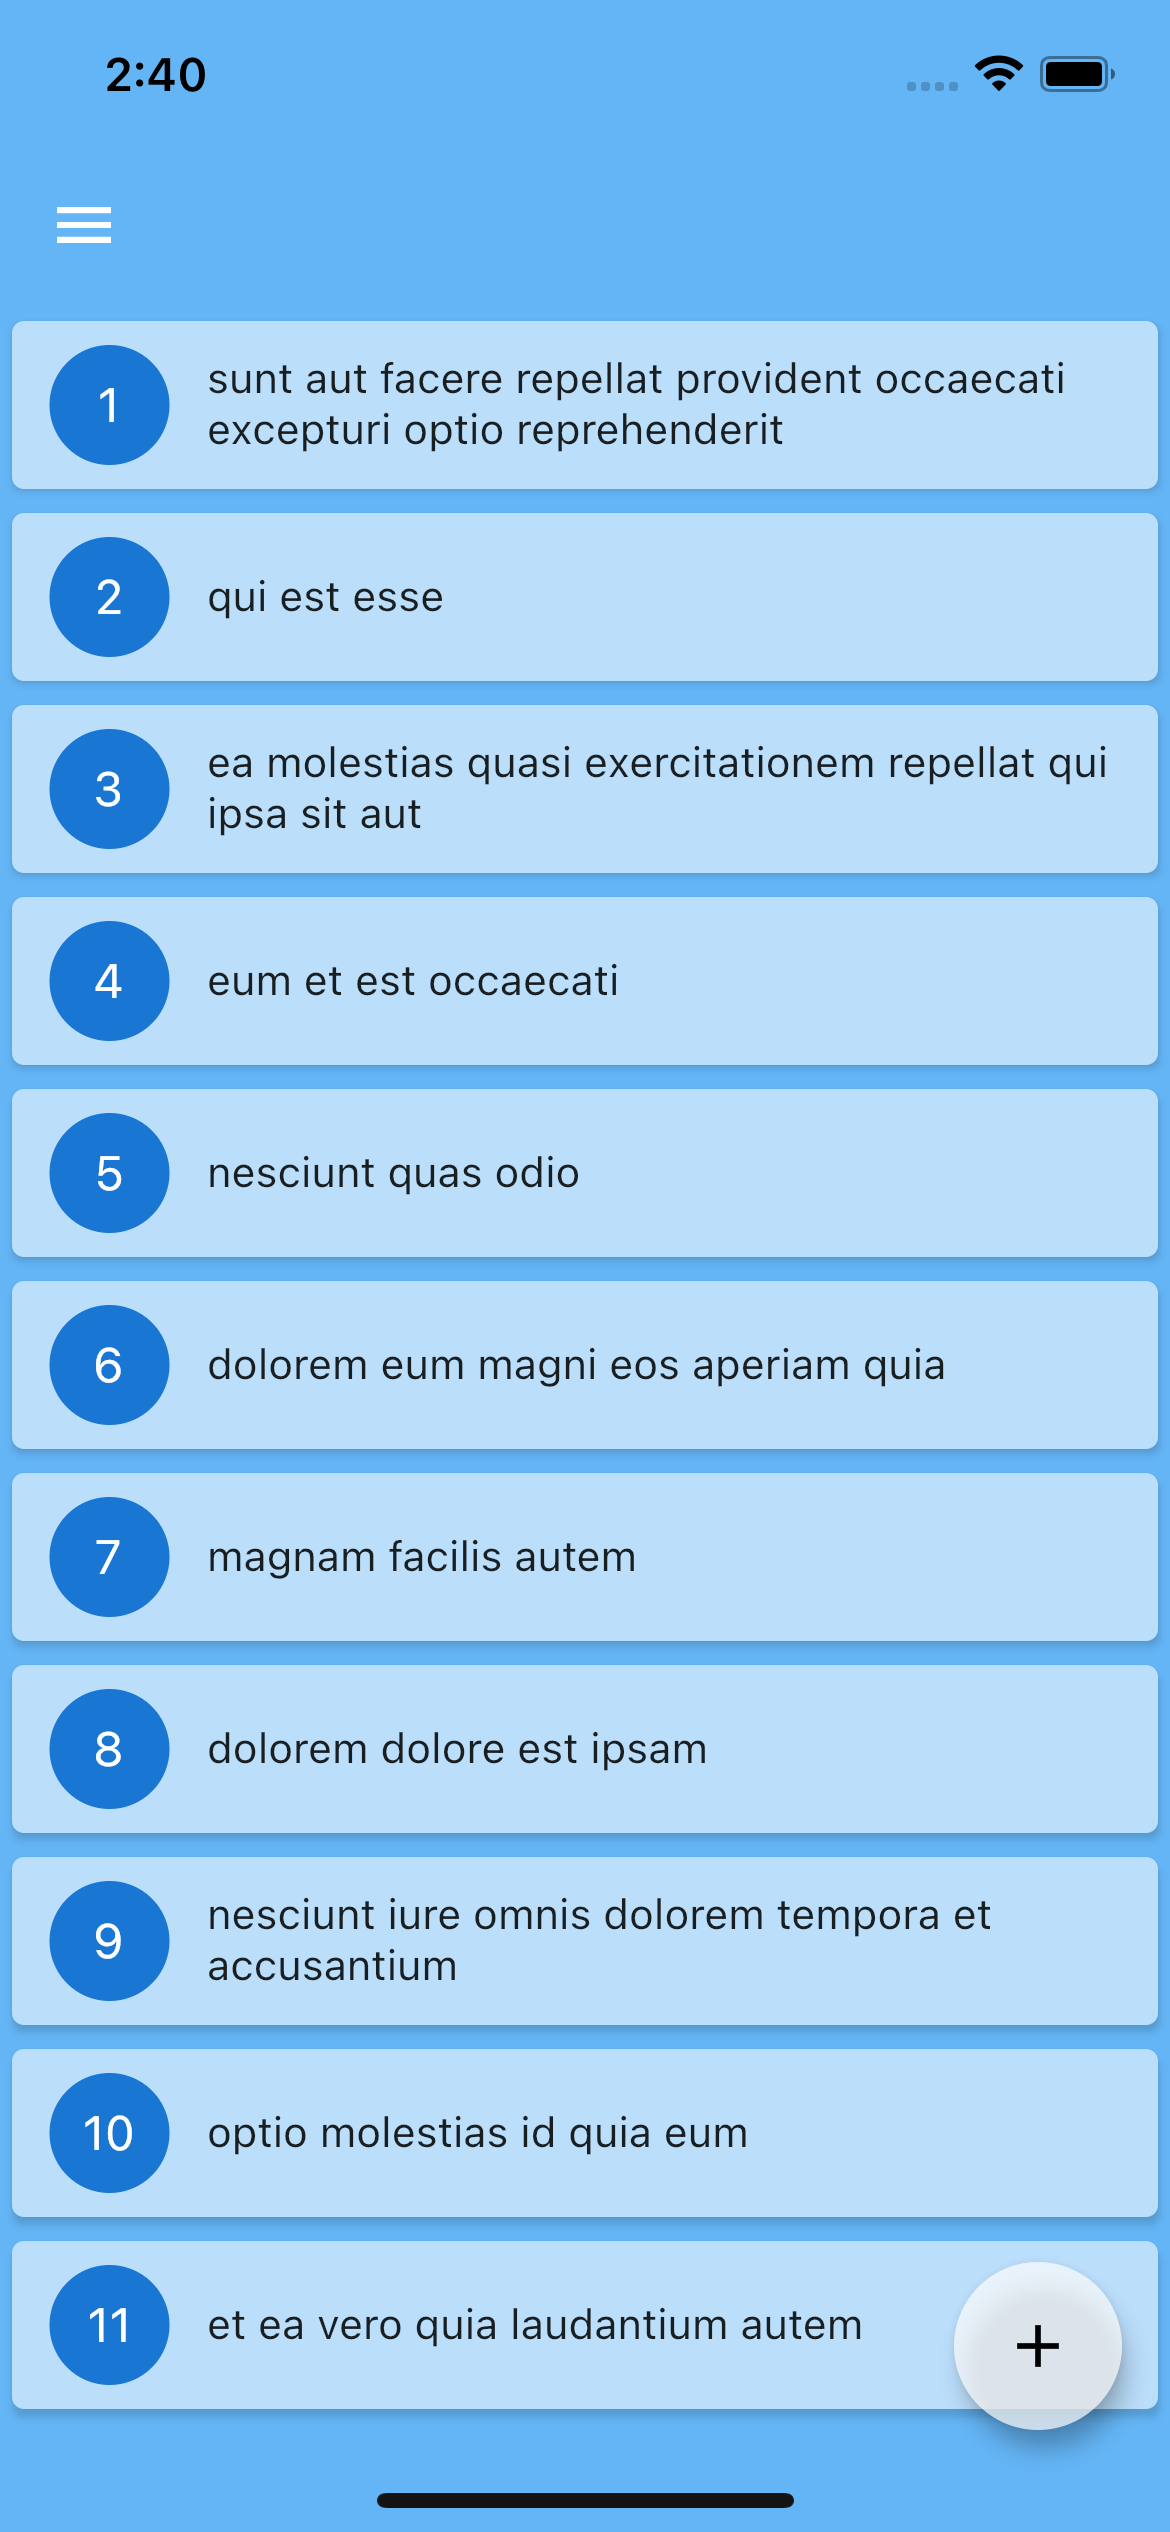 2:40
1
sunt aut facere repellat provident occaecati
excepturi optio reprehenderit
2
qui est esse
3
ea molestias quasi exercitationem repellat qui
ipsa sit aut
4
eum et est occaecati
5
nesciunt quas odio
6
dolorem eum magni eos aperiam quia
7
magnam facilis autem
8
dolorem dolore est ipsam
9
nesciunt iure omnis dolorem tempora et
accusantium
10
optio molestias id quia eum
11
et ea vero quia laudantium autem
+